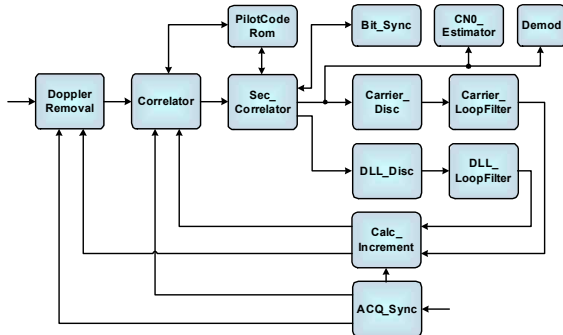 PilotCode
Rom
Bit_Sync
CN0_
Estimator
Demod
Doppler
Removal
Correlator
Sec_
Correlator
Carrier_
Disc
Carrier_
LoopFilter
DLL_Disc
DLL_
LoopFilter
Calc_
Increment
ACQ_Sync